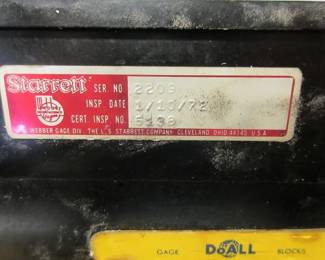 Starrett SER NO 2209
INSP DATE 1/13/72
CERT. INSP NO. 5138
WEBBER GAGE DIV. THE L. S. STARRETT COMPANY, CLEVELAND, OHIO 44145 U.S.A
GAGE DoALL BLOCKS